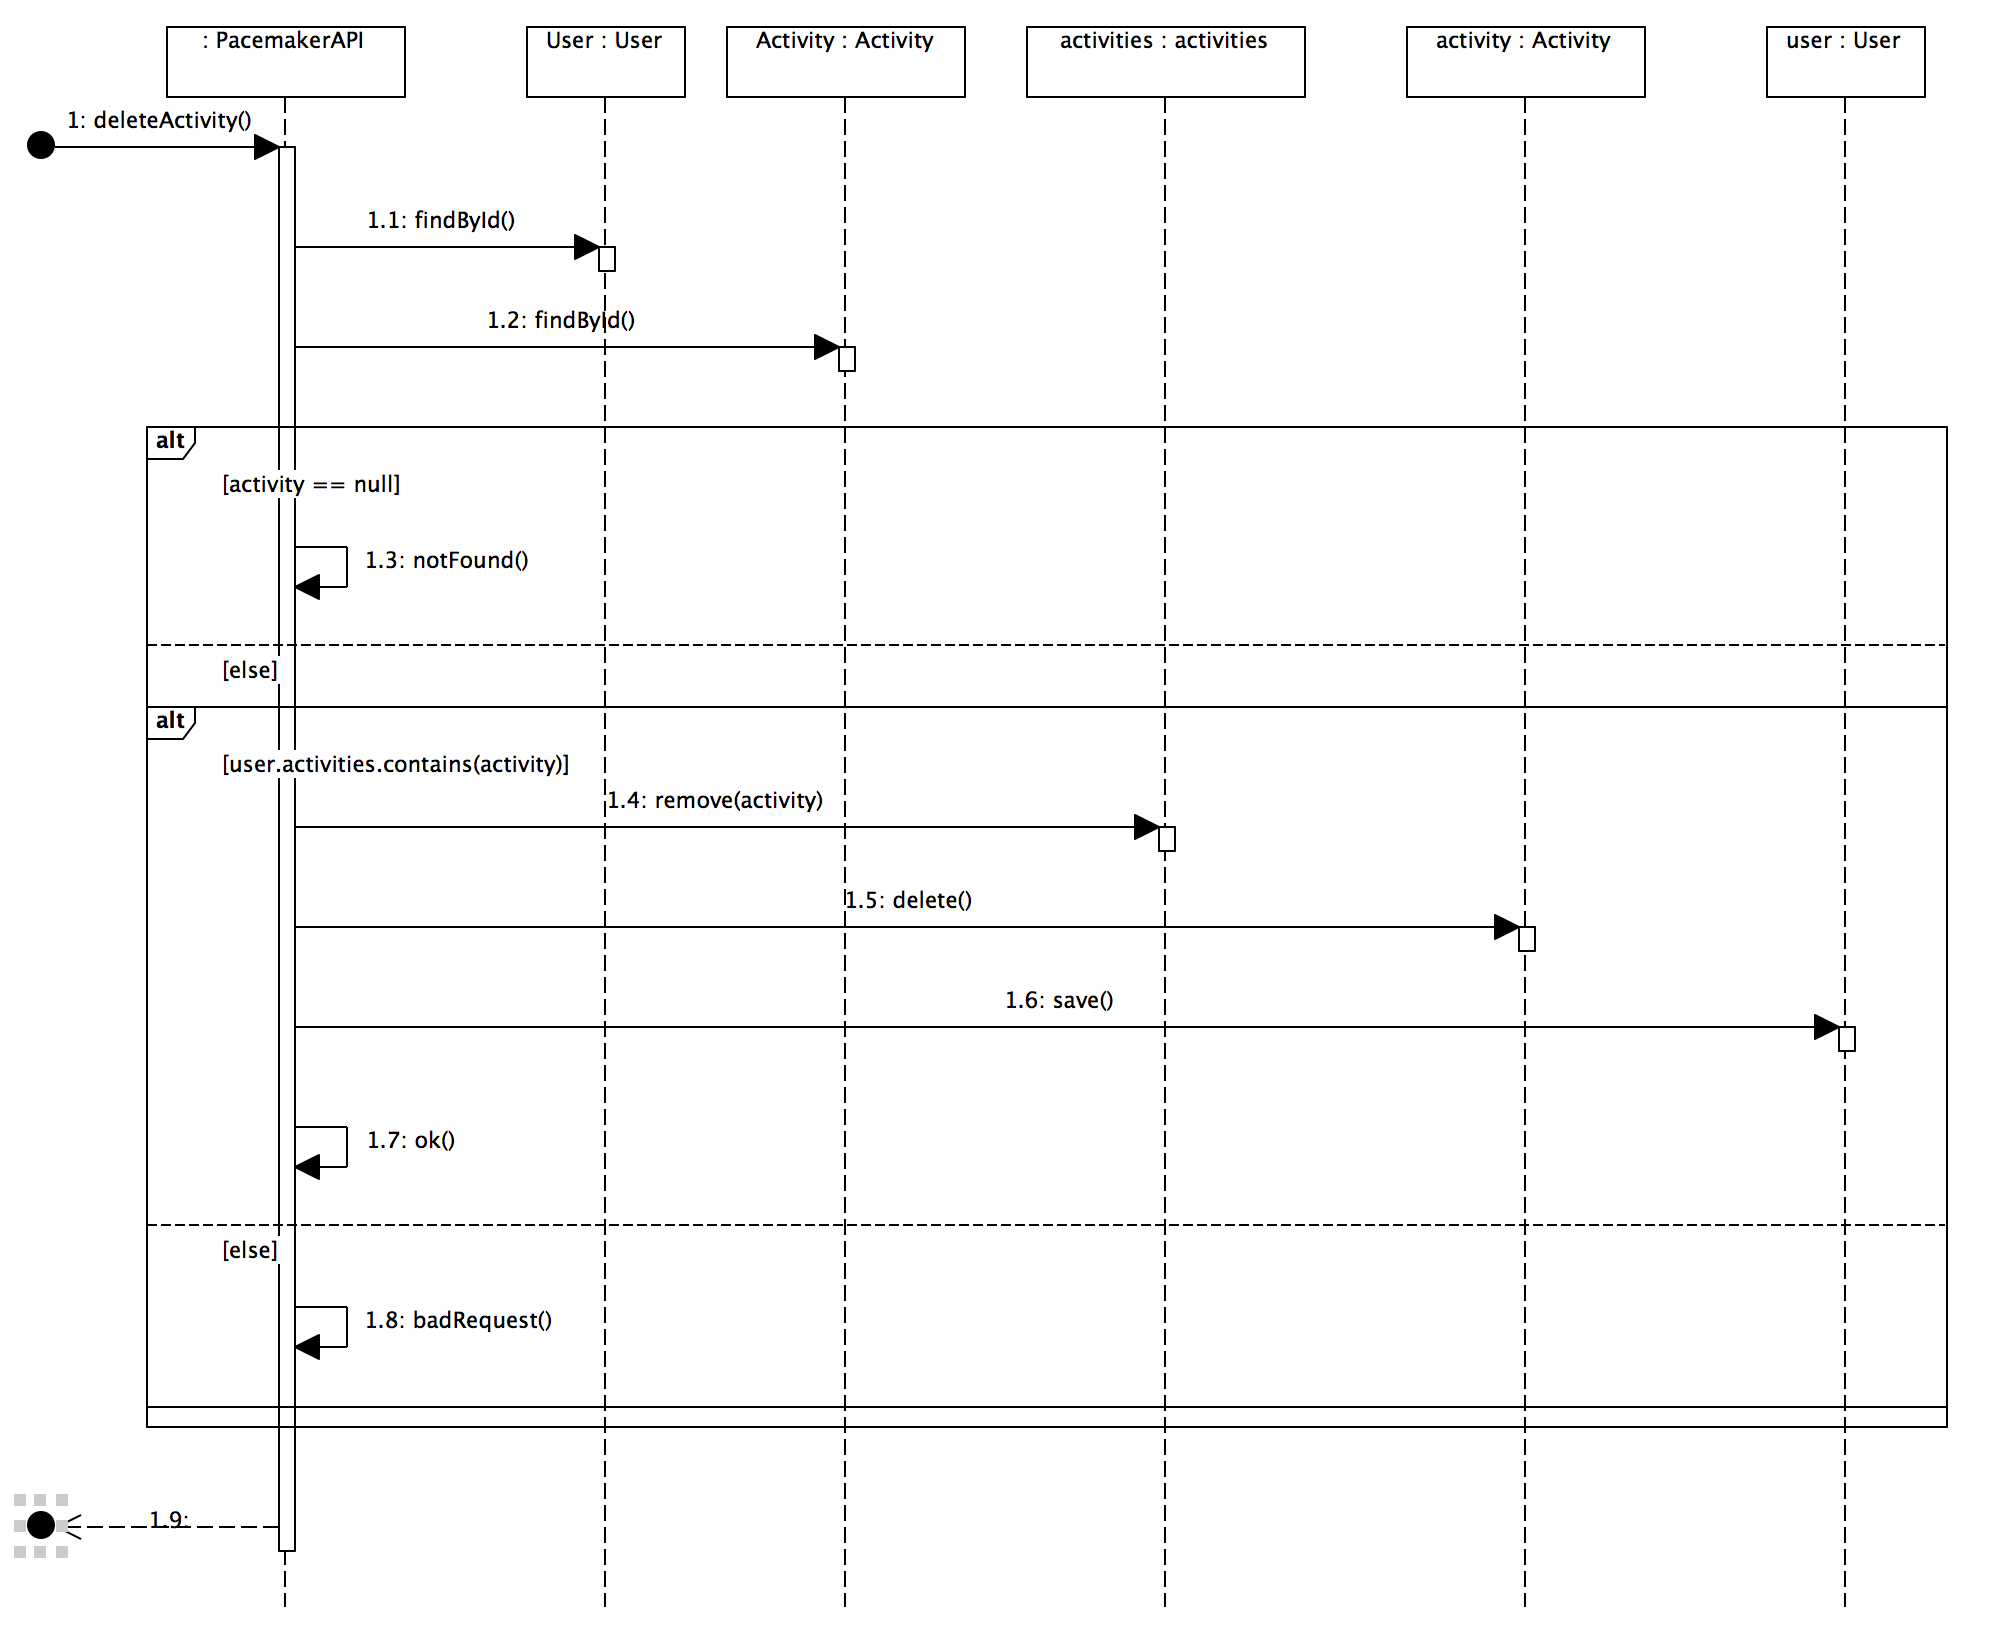 : PacemakerAPI
User : User
Activity : Activity
activities : activities
activity : Activity
user : User
1: deleteActivity()
1.1: findById()
1.2: findById()
alt
[activity == null]
1.3: notFound()
[else]
alt
[user.activities.contains(activity)]
1.4: remove(activity)
1.5: delete()
1.6: save()
1.7: ok()
[else]
1.8: badRequest()
1.9: